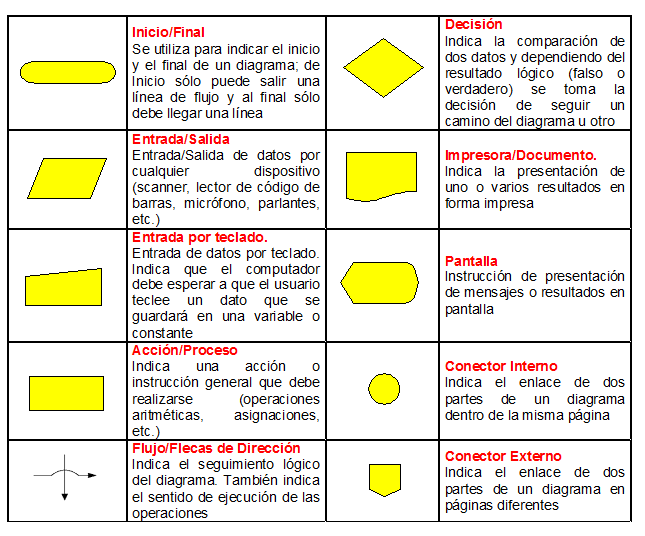 Inicio/Final
Se utiliza para indicar el inicio
y el final de un diagrama; de
Inicio sólo puede salir una
línea de flujo y al final sólo
debe llegar una línea
Decisión
Indica la comparación de
dos datos y dependiendo del
resultado lógico (falso o
verdadero) se toma la
decisión de seguir un
camino del diagrama u otro
Entrada/Salida
Entrada/Salida de datos por
cualquier dispositivo
(scanner, lector de código de
barras, micrófono, parlantes,
etc.)
Impresora/Documento.
Indica la presentación de
uno o varios resultados en
forma impresa
Entrada por teclado.
Entrada de datos por teclado.
Indica que el computador
debe esperar a que el usuario
teclee un dato que se
guardará en una variable o
constante
Pantalla
Instrucción de presentación
de mensajes o resultados en
pantalla
Acción/Proceso
Indica una acción o
instrucción general que debe
realizarse (operaciones
aritméticas, asignaciones,
etc.)
Conector Interno
Indica el enlace de dos
partes de un diagrama
dentro de la misma página
Flujo/Flecas de Dirección
Indica el seguimiento lógico
del diagrama. También indica
el sentido de ejecución de las
operaciones
Conector Externo
Indica el enlace de dos
partes de un diagrama en
páginas diferentes